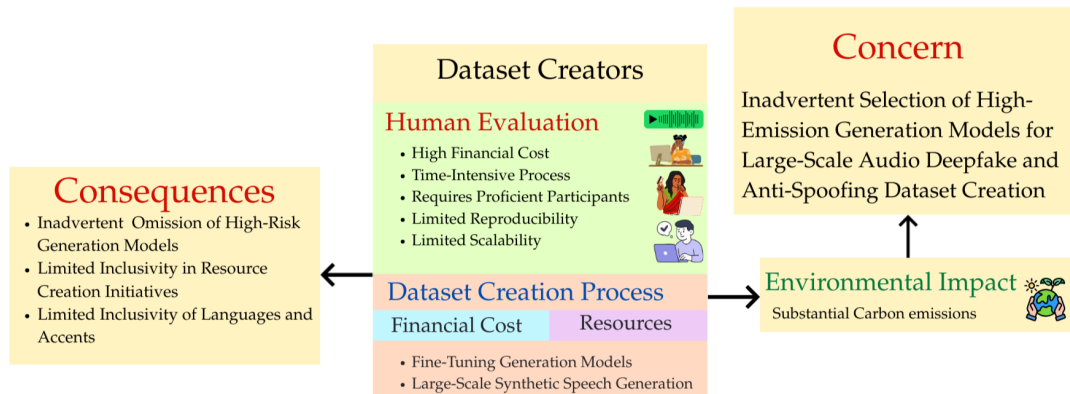 Consequences
• Inadvertent Omission of High-Risk
Generation Models
• Limited Inclusivity in Resource
Creation Initiatives
• Limited Inclusivity of Languages and
Accents
Dataset Creators
Human Evaluation
• High Financial Cost
• Time-Intensive Process
• Requires Proficient Participants
• Limited Reproducibility
• Limited Scalability
Dataset Creation Process
Financial Cost
Resources
• Fine-Tuning Generation Models
• Large-Scale Synthetic Speech Generation
Concern
Inadvertent Selection of High-
Emission Generation Models for
Large-Scale Audio Deepfake and
Anti-Spoofing Dataset Creation
Environmental Impact
Substantial Carbon emissions